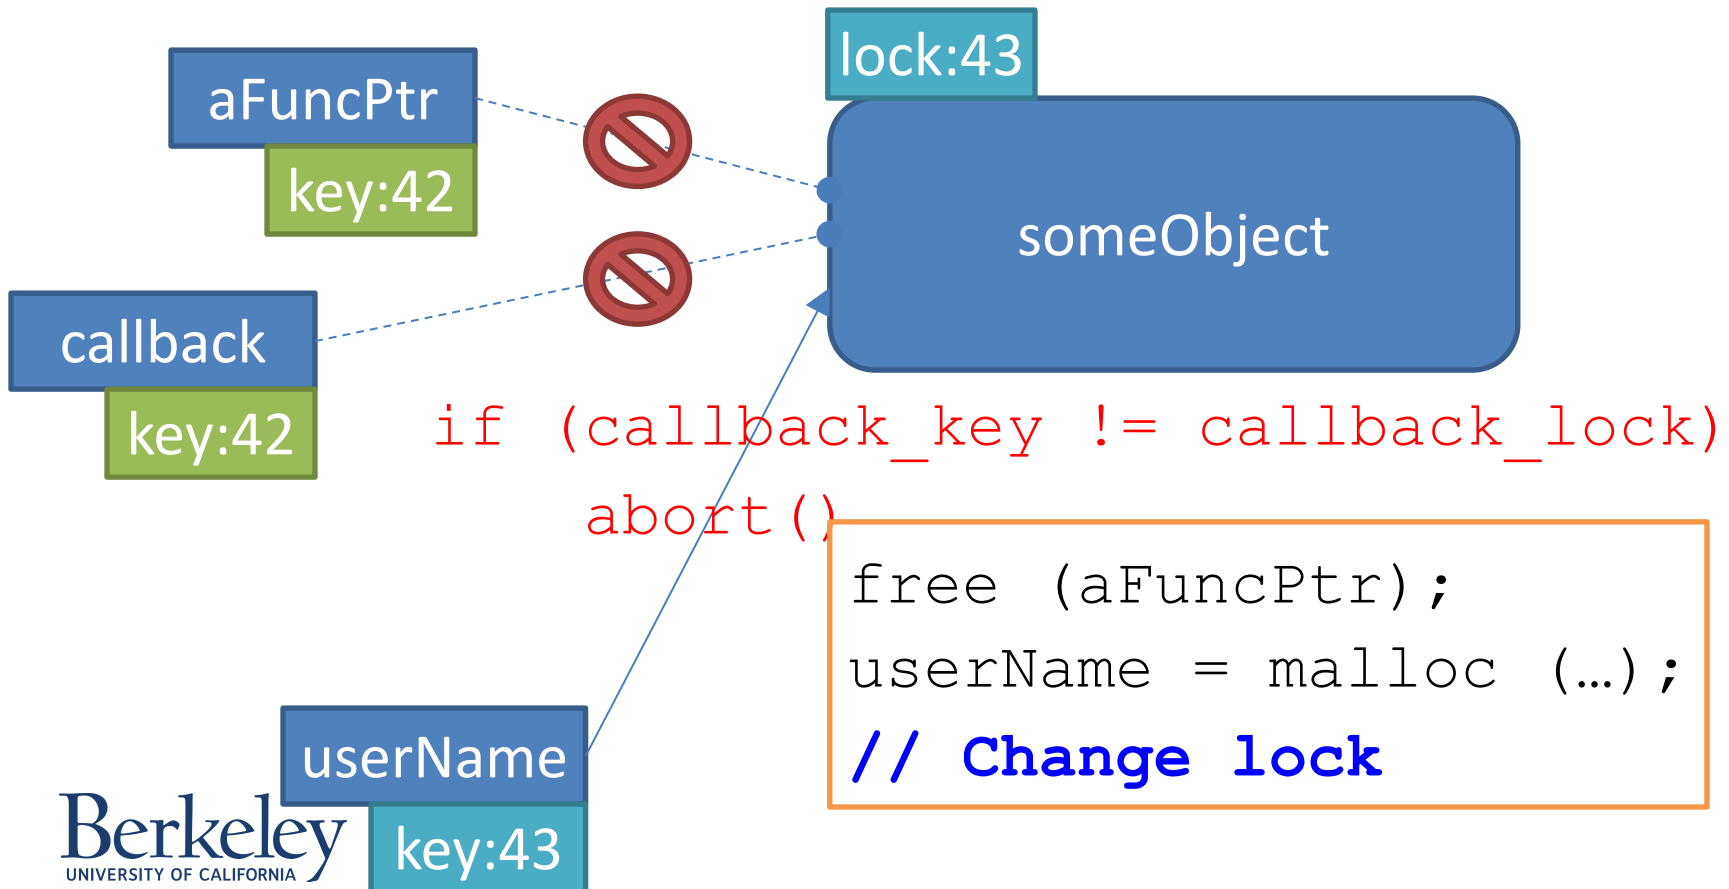 lock:43
aFuncPtr
key:42
someObject
callback
key:42
if (callback_key != callback_lock)
abort()
free (aFuncPtr);
userName = malloc (…);
// Change lock
userName
key:43
Berkeley
UNIVERSITY OF CALIFORNIA